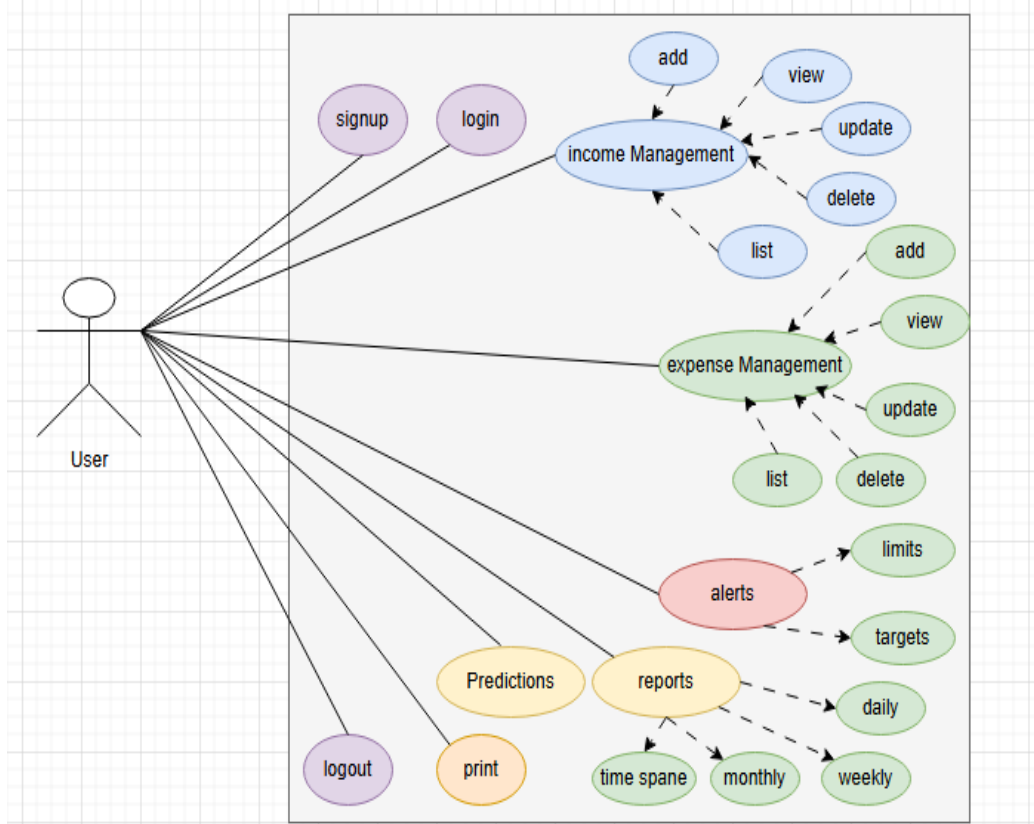 add
view
signup
login
update
income Management
delete
list
add
view
expense Management
User
update
list
delete
limits
alerts
targets
Predictions
reports
daily
logout
print
time spane
monthly
weekly